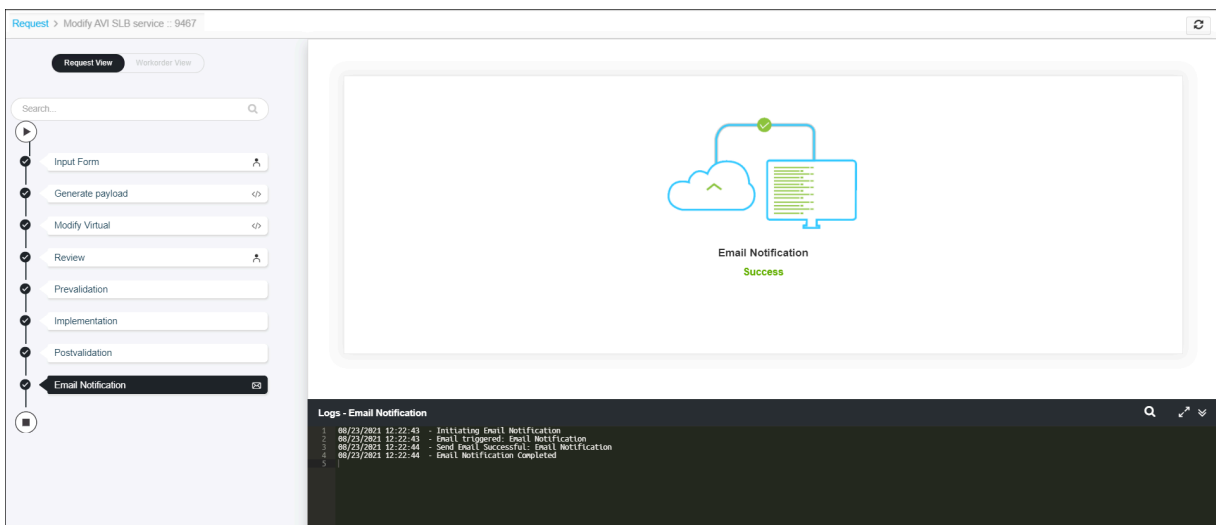 Request > Modify AVI SLB service :: 9467
Request View
Workorder View
Search...
Input Form
Generate payload
</>
Modify Virtual
</>
Review
Prevalidation
Implementation
Postvalidation
Email Notification
Email Notification
Success
Logs - Email Notification
1 08/23/2021 12:22:43 - Initiating Email Notification
2 08/23/2021 12:22:43 - Email triggered: Email Notification
3 08/23/2021 12:22:44 - Send Email Successful: Email Notification
4 08/23/2021 12:22:44 - Email Notification Completed
5